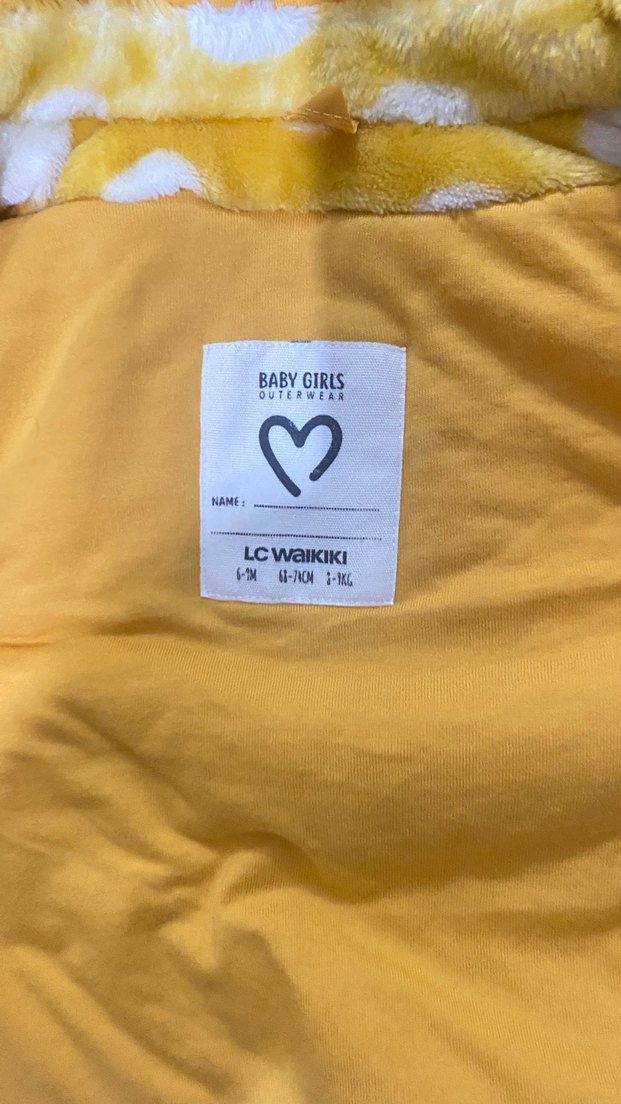 BABY GIRLS
OUTERWEAR
NAME:
LC WAIKIKI
6-9M 68-74CM 8-9KG